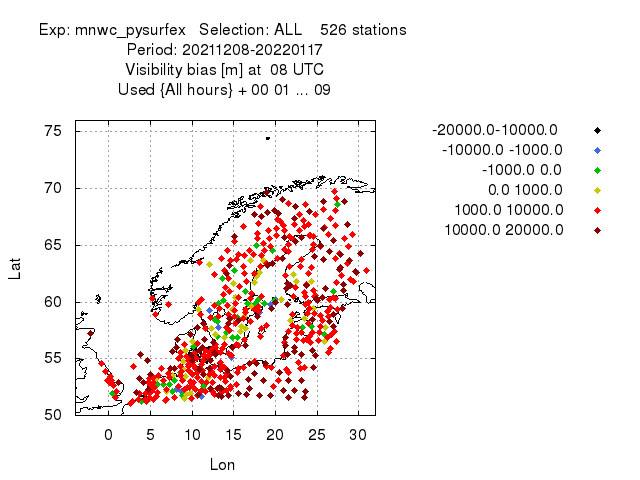 Exp: mnwc_pysurfex Selection: ALL 526 stations
Period: 20211208-20220117
Visibility bias [m] at 08 UTC
Used {All hours} + 00 01 ... 09
-20000.0-10000.0
-10000.0 -1000.0
-1000.0 0.0
0.0 1000.0
1000.0 10000.0
10000.0 20000.0
75
70
65
60
55
50
Lat
0 5 10 15 20 25 30
Lon